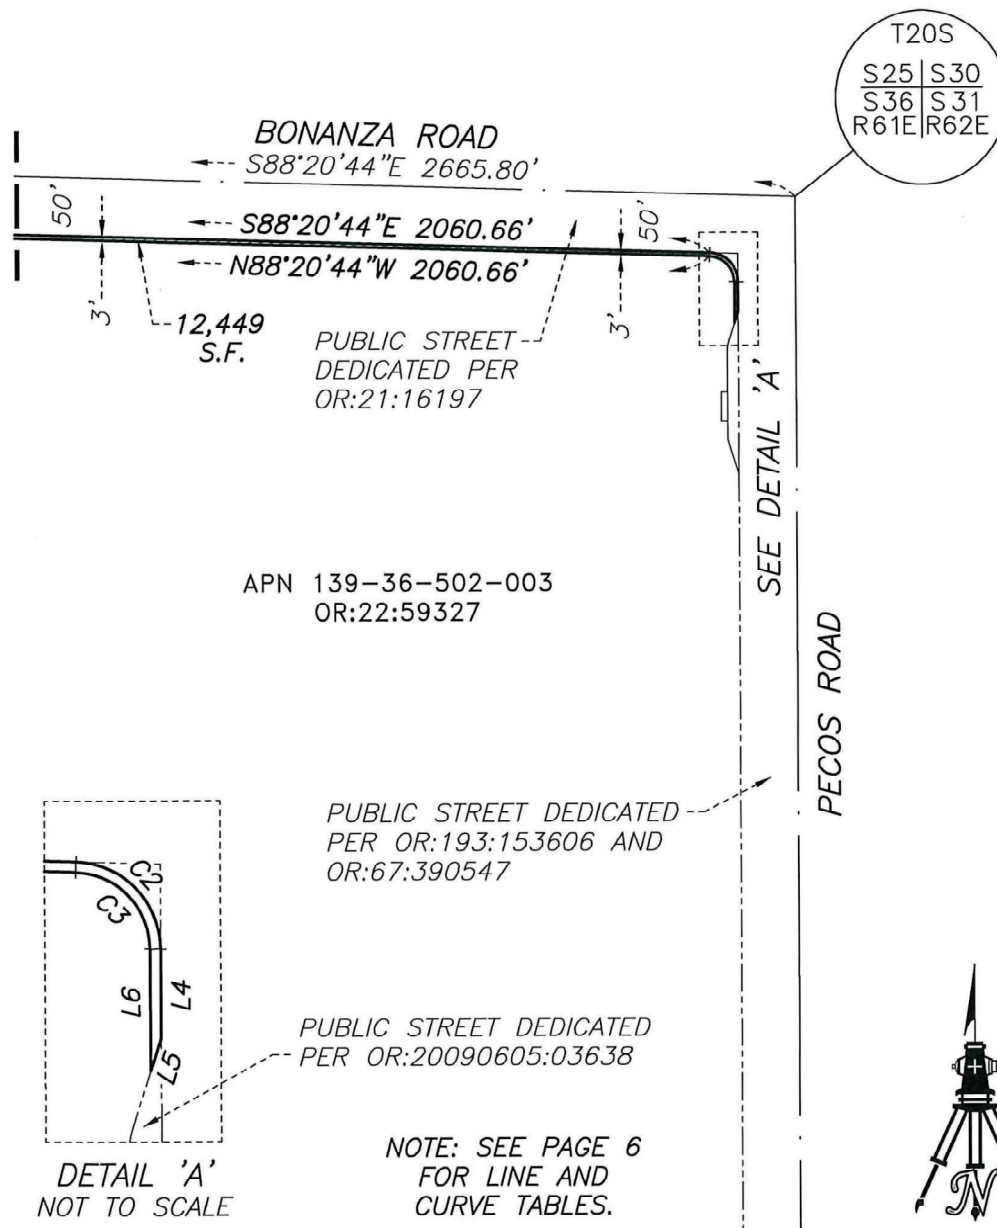 T20S
S25 S30
S36 S31
R61E R62E
BONANZA ROAD
S88°20'44"E 2665.80'
50'
S88°20'44"E 2060.66'
50'
N88°20'44"W 2060.66'
3'
12,449
S.F.
3'
PUBLIC STREET
DEDICATED PER
OR:21:16197
SEE DETAIL 'A'
APN 139-36-502-003
OR:22:59327
PECOS ROAD
PUBLIC STREET DEDICATED
PER OR:193:153606 AND
OR:67:390547
C2
C3
L6
L4
L5
PUBLIC STREET DEDICATED
PER OR:20090605:03638
DETAIL 'A'
NOT TO SCALE
NOTE: SEE PAGE 6
FOR LINE AND
CURVE TABLES.
N